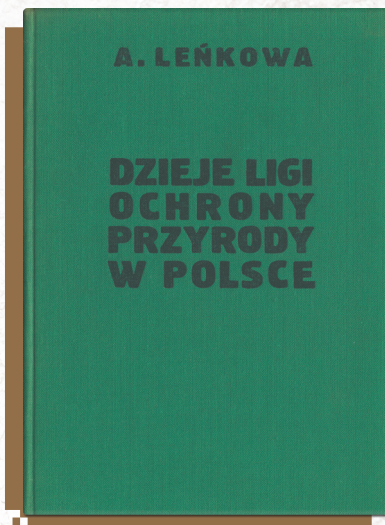 A. LEŃKOWA
DZIEJE LIGI
OCHRONY
PRZYRODY
W POLSCE